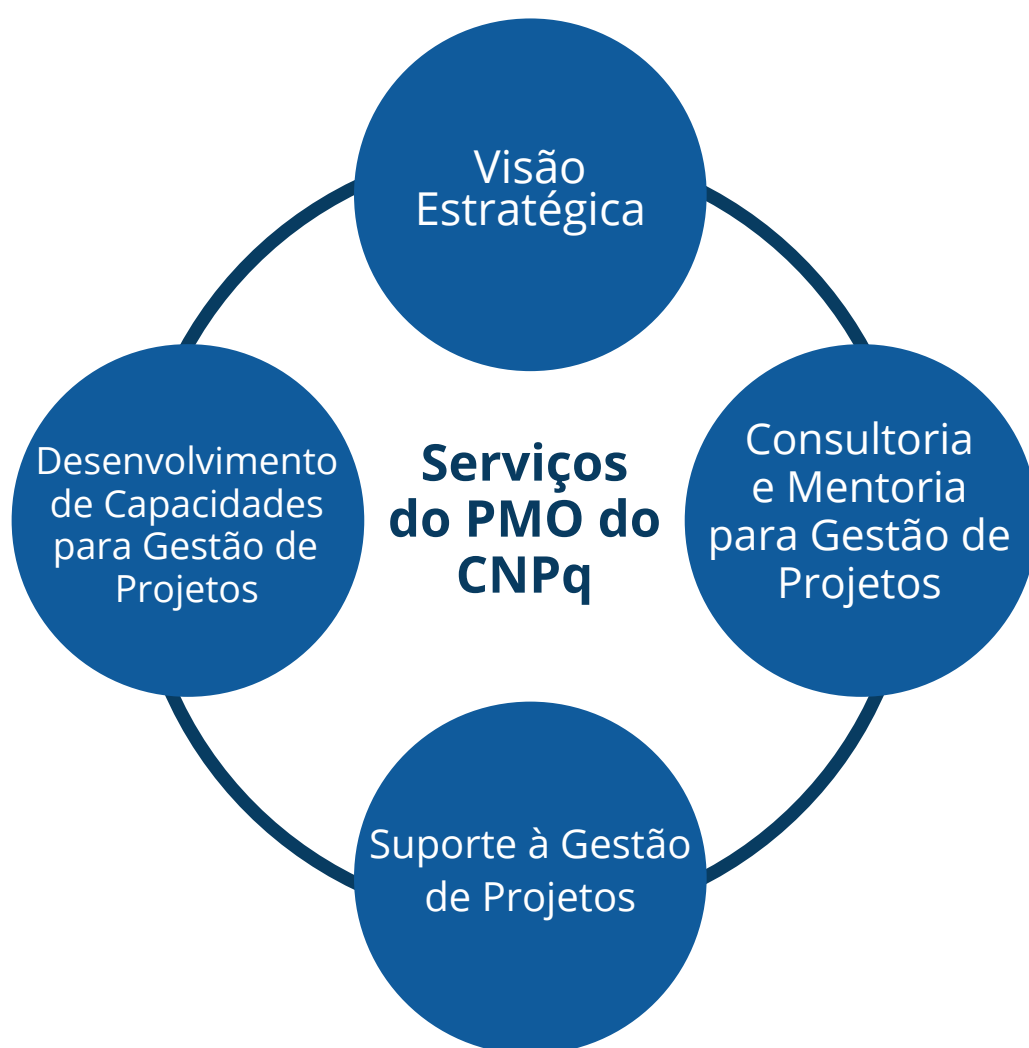 Visão
Estratégica
Desenvolvimento
de Capacidades
para Gestão de
Projetos
Serviços
do PMO do
CNPq
Consultoria
e Mentoria
para Gestão de
Projetos
Suporte à Gestão
de Projetos